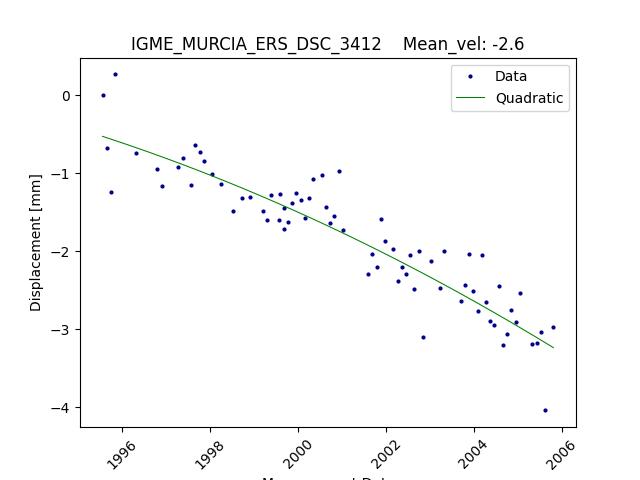 IGME_MURCIA_ERS_DSC_3412    Mean_vel: -2.6
Data
Quadratic
0
−1
−2
−3
−4
Displacement [mm]
1996
1998
2000
2002
2004
2006